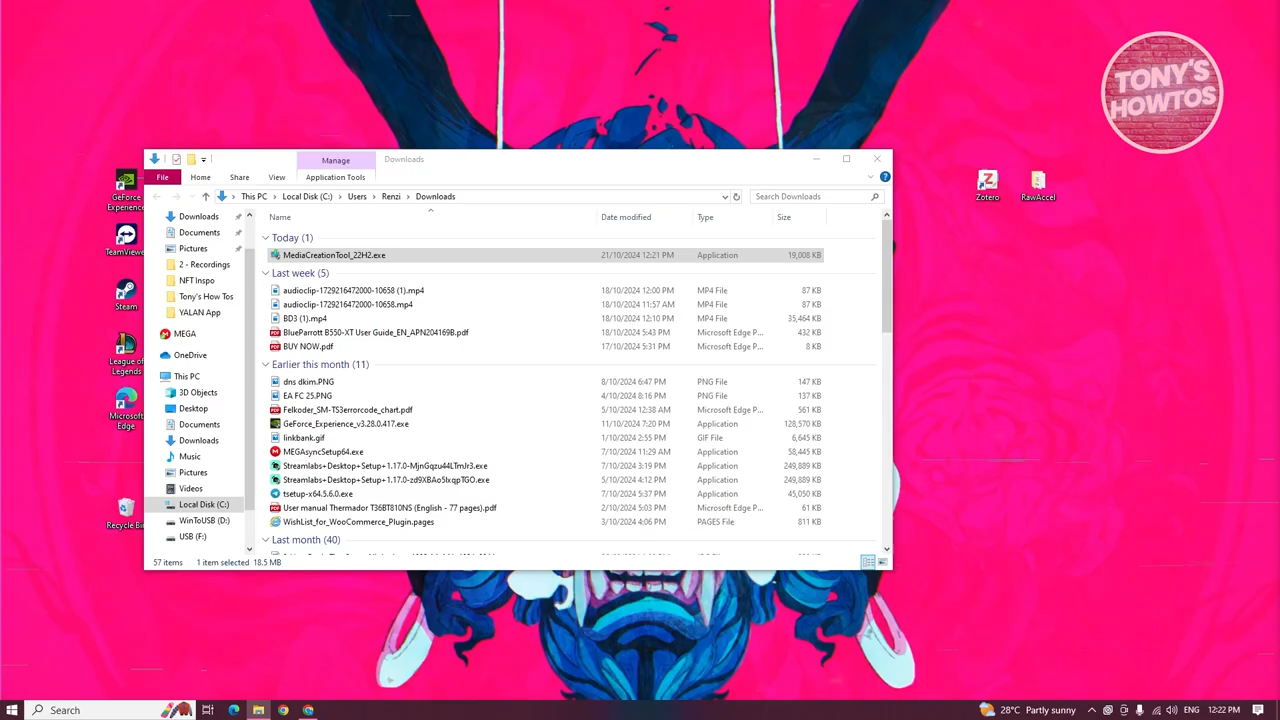 TONY'S
HOWTOS
Manage
Downloads
File
Home
Share
View
Application Tools
This PC > Local Disk (C:) > Users > Renzi > Downloads
Search Downloads
Name
Date modified
Type
Size
Downloads
Documents
Pictures
2 - Recordings
NFT Inspo
Tony's How Tos
YALAN App
MEGA
OneDrive
This PC
3D Objects
Desktop
Documents
Downloads
Music
Pictures
Videos
Local Disk (C:)
WinToUSB (D:)
USB (F:)
Today (1)
MediaCreationTool_22H2.exe 21/10/2024 12:21 PM Application 19,008 KB
Last week (5)
audioclip-1729216472000-10658 (1).mp4 18/10/2024 12:00 PM MP4 File 87 KB
audioclip-1729216472000-10658.mp4 18/10/2024 11:57 AM MP4 File 87 KB
BD3 (1).mp4 18/10/2024 12:10 PM MP4 File 35,464 KB
BlueParrott B550-XT User Guide_EN_APN204169B.pdf 18/10/2024 5:43 PM Microsoft Edge P... 432 KB
BUY NOW.pdf 17/10/2024 5:31 PM Microsoft Edge P... 8 KB
Earlier this month (11)
dns dkim.PNG 8/10/2024 6:47 PM PNG File 147 KB
EA FC 25.PNG 4/10/2024 8:16 PM PNG File 137 KB
Felkoder_SM-TS3errorcode_chart.pdf 5/10/2024 12:38 AM Microsoft Edge P... 561 KB
GeForce_Experience_v3.28.0.417.exe 11/10/2024 7:20 PM Application 128,570 KB
linkbank.gif 1/10/2024 2:55 PM GIF File 6,645 KB
MEGAsyncSetup64.exe 7/10/2024 11:29 AM Application 58,445 KB
Streamlabs+Desktop+Setup+1.17.0-MjnGqzu44LTmJr3.exe 7/10/2024 3:19 PM Application 249,889 KB
Streamlabs+Desktop+Setup+1.17.0-zd9XBAo5lxqpTGO.exe 5/10/2024 4:12 PM Application 249,889 KB
tsetup-x64.5.6.0.exe 7/10/2024 5:37 PM Application 45,050 KB
User manual Thermador T36BT810NS (English - 77 pages).pdf 2/10/2024 5:03 PM Microsoft Edge P... 61 KB
WishList_for_WooCommerce_Plugin.pages 3/10/2024 4:06 PM PAGES File 811 KB
Last month (40)
57 items
1 item selected 18.5 MB
GeForce
Experience
TeamViewer
Steam
League of
Legends
Microsoft
Edge
Recycle Bin
Zotero
RawAccel
Search
28°C Partly sunny
12:22 PM